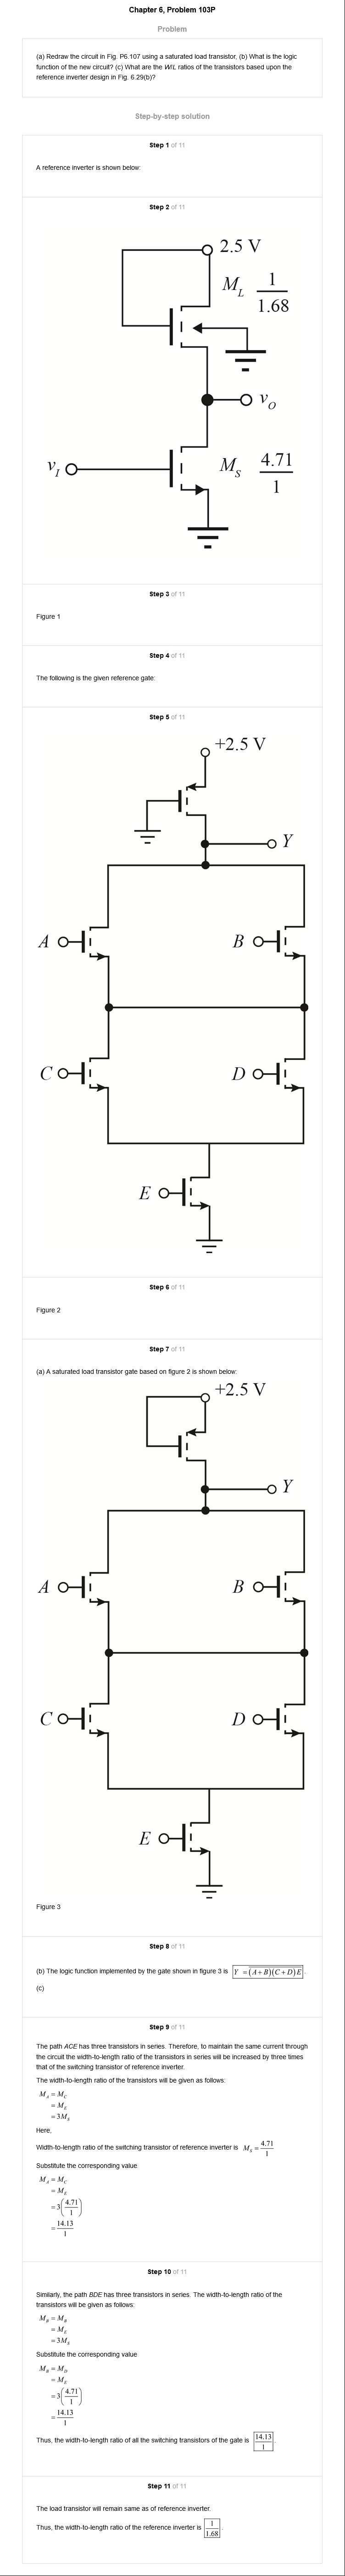 Chapter 6, Problem 103P
Problem
(a) Redraw the circuit in Fig. P6.107 using a saturated load transistor, (b) What is the logic
function of the new circuit? (c) What are the W/L ratios of the transistors based upon the
reference inverter design in Fig. 6.29(b)?
Step-by-step solution
Step 1 of 11
A reference inverter is shown below:
Step 2 of 11
2.5 V
M_L 1/1.68
v_O
v_I
M_S 4.71/1
Step 3 of 11
Figure 1
Step 4 of 11
The following is the given reference gate:
Step 5 of 11
+2.5 V
Y
A B
C D
E
Step 6 of 11
Figure 2
Step 7 of 11
(a) A saturated load transistor gate based on figure 2 is shown below:
+2.5 V
Y
A B
C D
E
Figure 3
Step 8 of 11
(b) The logic function implemented by the gate shown in figure 3 is Y = \overline{(A+B)(C+D)E}.
(c)
Step 9 of 11
The path ACE has three transistors in series. Therefore, to maintain the same current through
the circuit the width-to-length ratio of the transistors in series will be increased by three times
that of the switching transistor of reference inverter.
The width-to-length ratio of the transistors will be given as follows:
M_A = M_C
= M_E
= 3M_S
Here,
Width-to-length ratio of the switching transistor of reference inverter is M_S = 4.71/1
Substitute the corresponding value
M_A = M_C
= M_E
= 3(4.71/1)
= 14.13/1
Step 10 of 11
Similarly, the path BDE has three transistors in series. The width-to-length ratio of the
transistors will be given as follows:
M_B = M_B
= M_E
= 3M_S
Substitute the corresponding value
M_B = M_D
= M_E
= 3(4.71/1)
= 14.13/1
Thus, the width-to-length ratio of all the switching transistors of the gate is 14.13/1
Step 11 of 11
The load transistor will remain same as of reference inverter.
Thus, the width-to-length ratio of the reference inverter is 1/1.68.